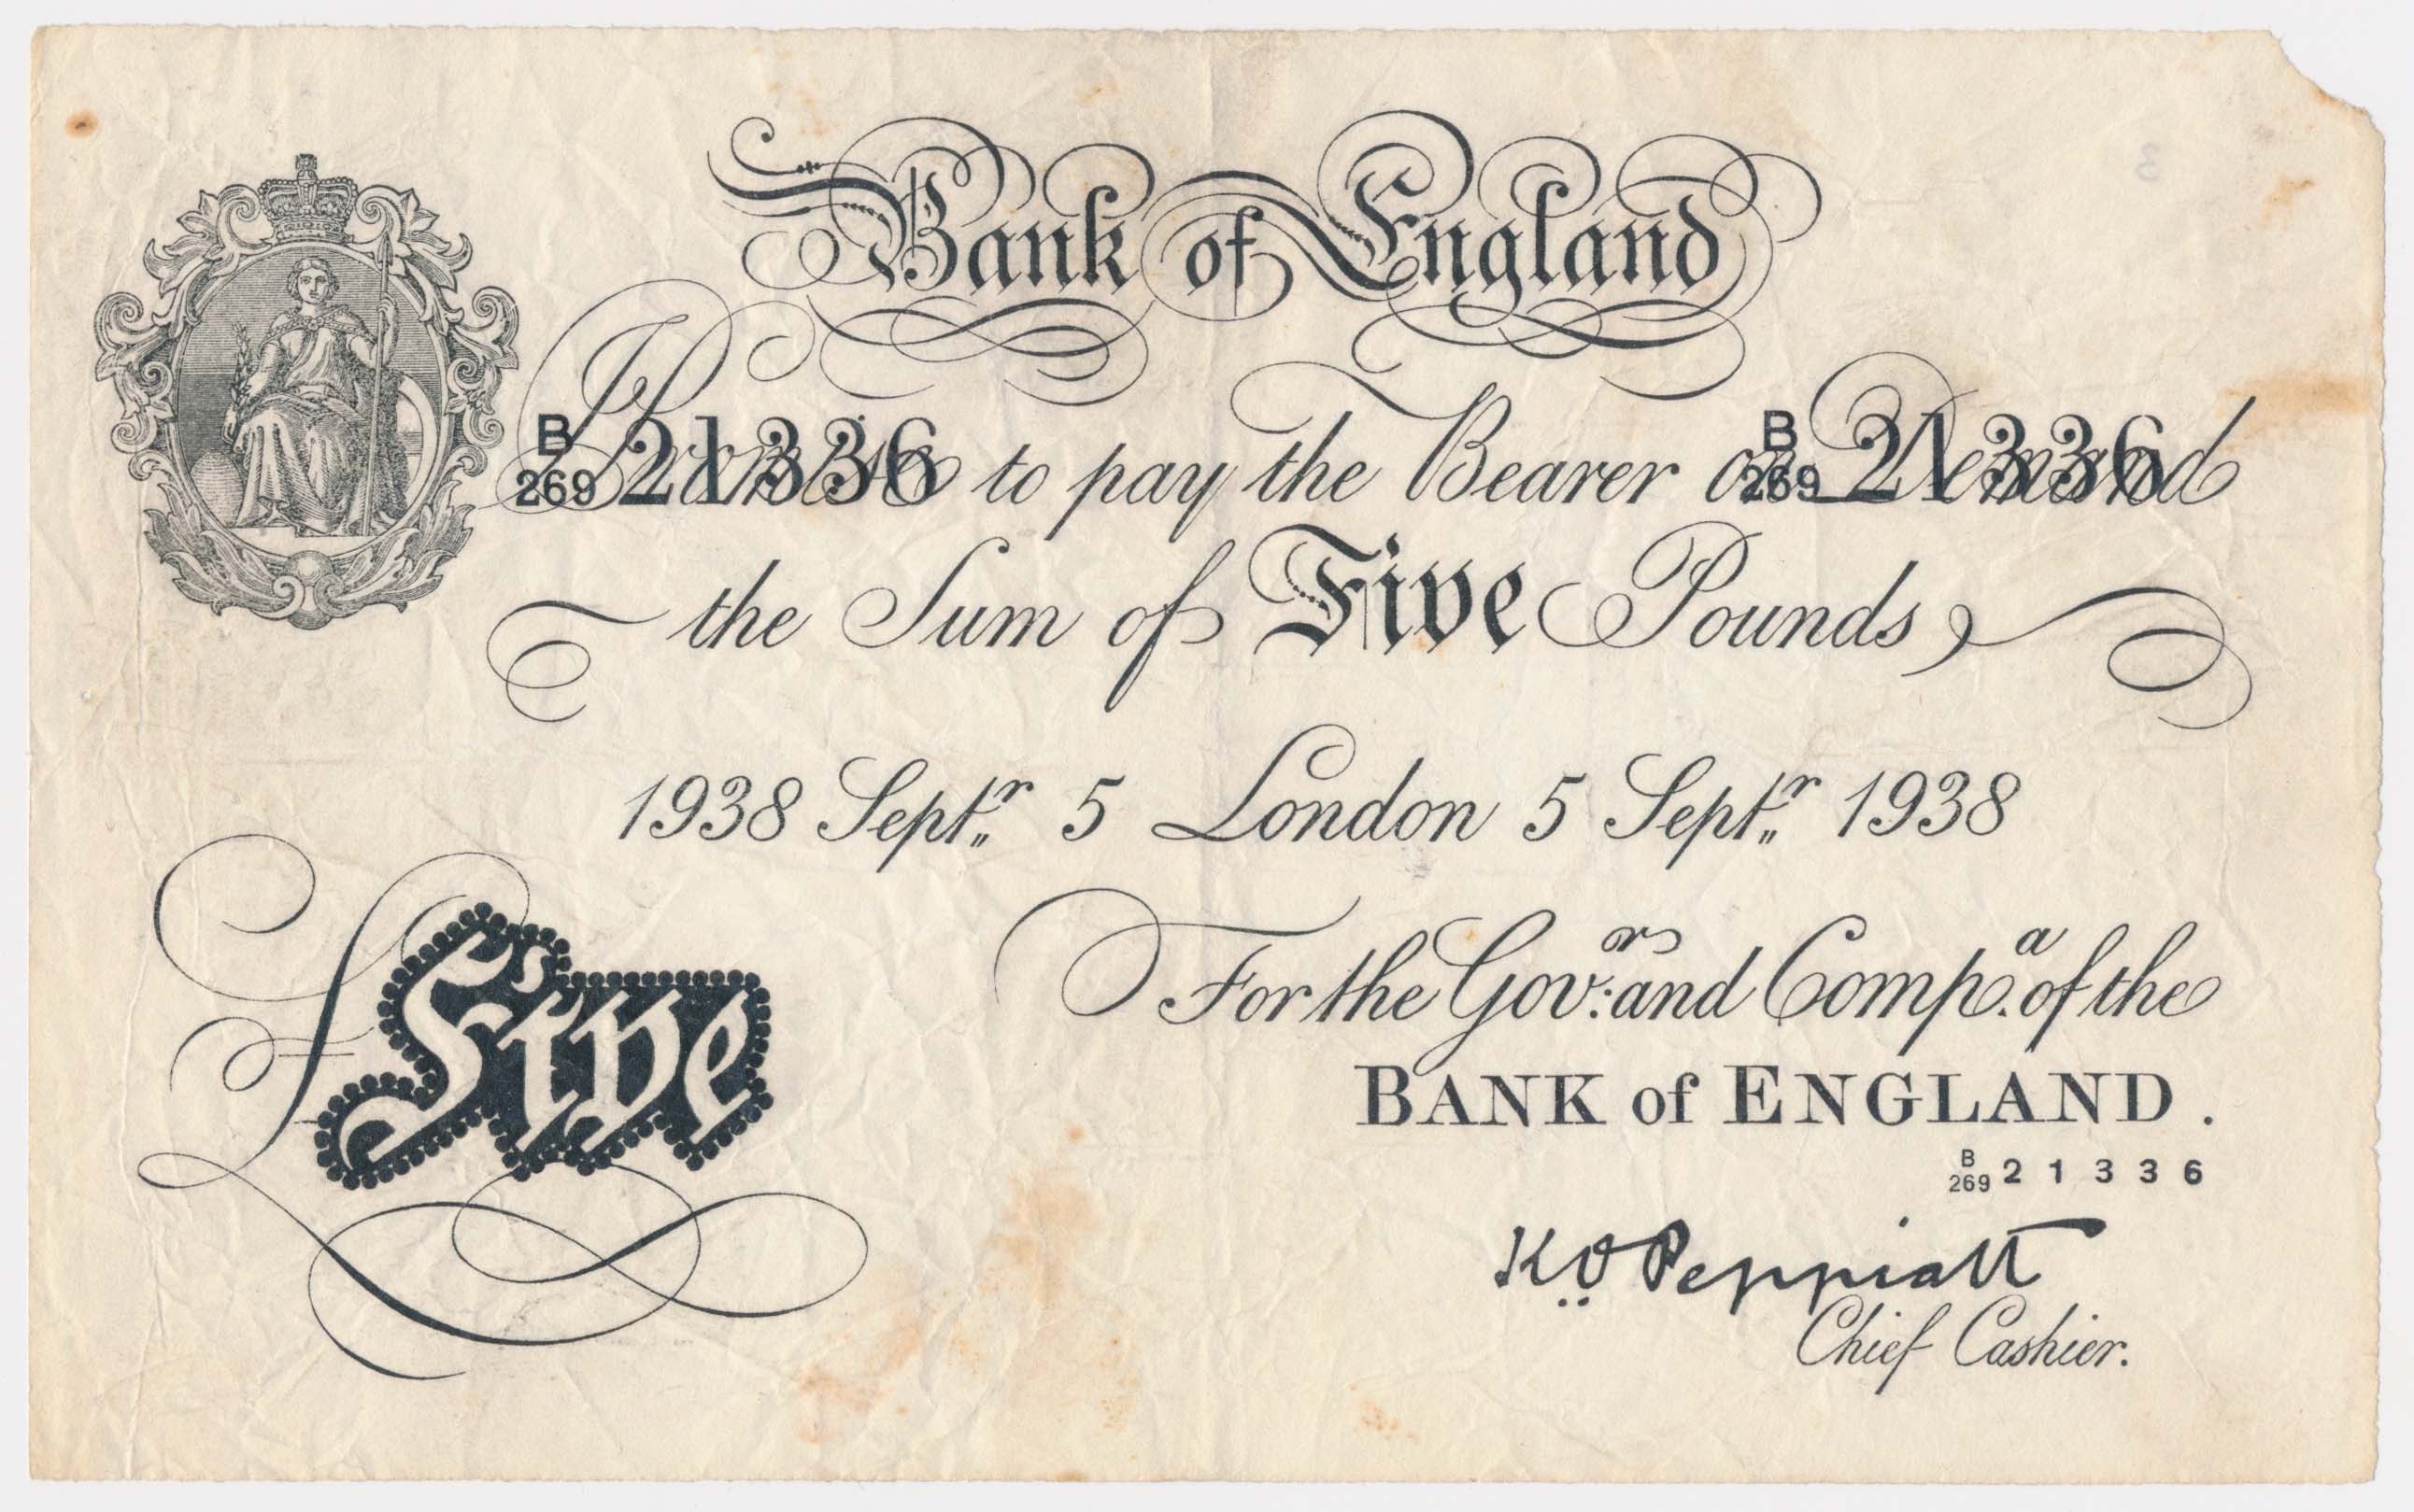 Bank of England
I Promise to pay the Bearer on Demand
B
269 21336
B
269 21336
the Sum of Five Pounds
1938 Septr. 5 London 5 Septr. 1938
For the Govrs: and Compa. of the
BANK of ENGLAND.
B
269 21336
£Five
K.O. Peppiatt
Chief Cashier.